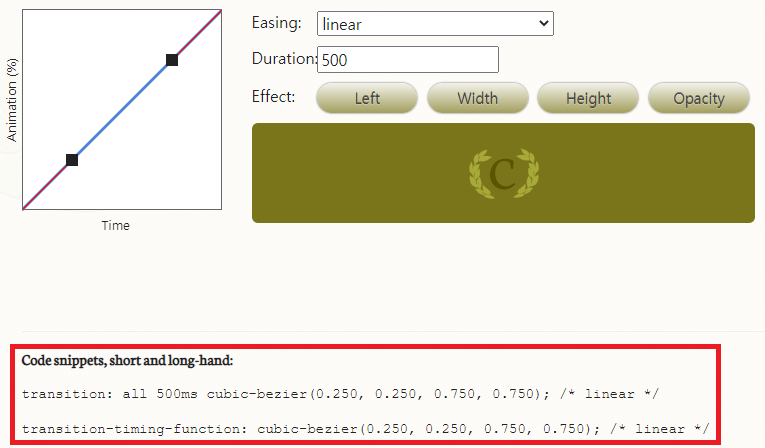 Animation (%)
Time
Easing: linear
Duration: 500
Effect: Left Width Height Opacity
C
Code snippets, short and long-hand:
transition: all 500ms cubic-bezier(0.250, 0.250, 0.750, 0.750); /* linear */
transition-timing-function: cubic-bezier(0.250, 0.250, 0.750, 0.750); /* linear */